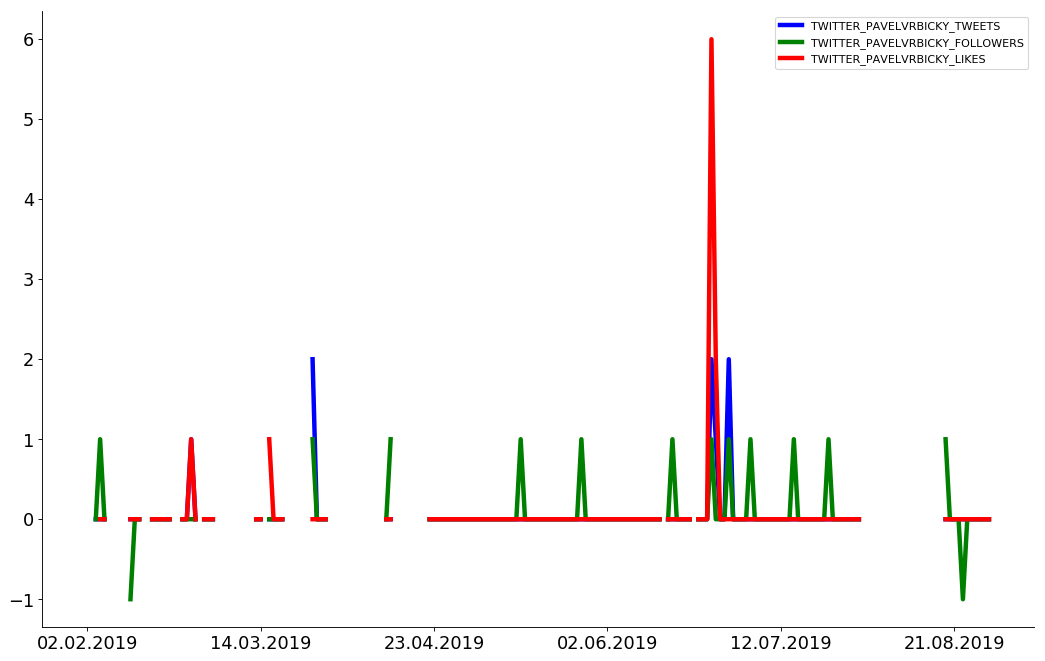 TWITTER_PAVELVRBICKY_TWEETS
TWITTER_PAVELVRBICKY_FOLLOWERS
TWITTER_PAVELVRBICKY_LIKES
6
5
4
3
2
1
0
−1
02.02.2019 14.03.2019 23.04.2019 02.06.2019 12.07.2019 21.08.2019